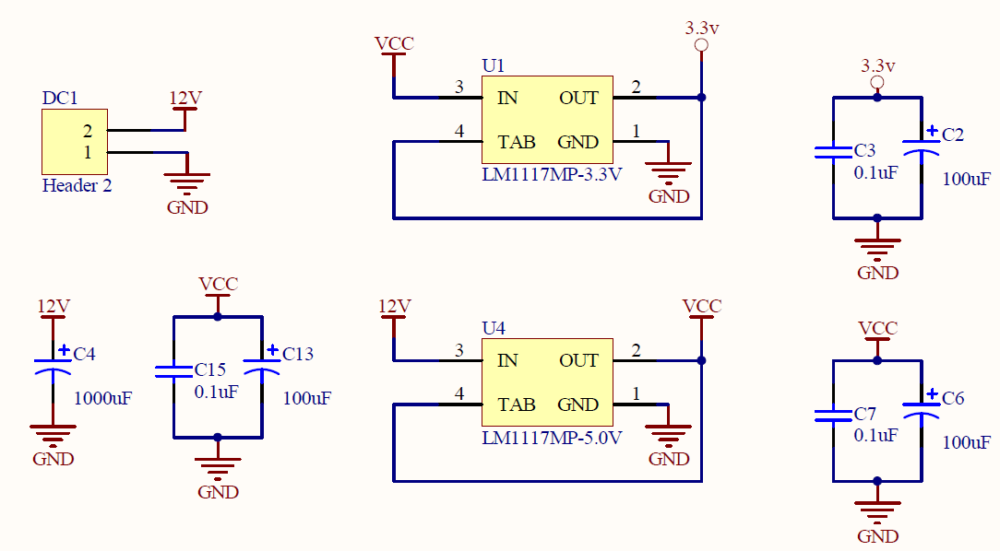 DC1
2
1
Header 2
12V
GND
VCC
U1
3
IN
OUT
2
4
TAB
GND
1
LM1117MP-3.3V
GND
3.3v
3.3v
C3
0.1uF
+
C2
100uF
GND
12V
+
C4
1000uF
GND
VCC
C15
0.1uF
+
C13
100uF
GND
12V
U4
3
IN
OUT
2
4
TAB
GND
1
LM1117MP-5.0V
GND
VCC
VCC
C7
0.1uF
+
C6
100uF
GND